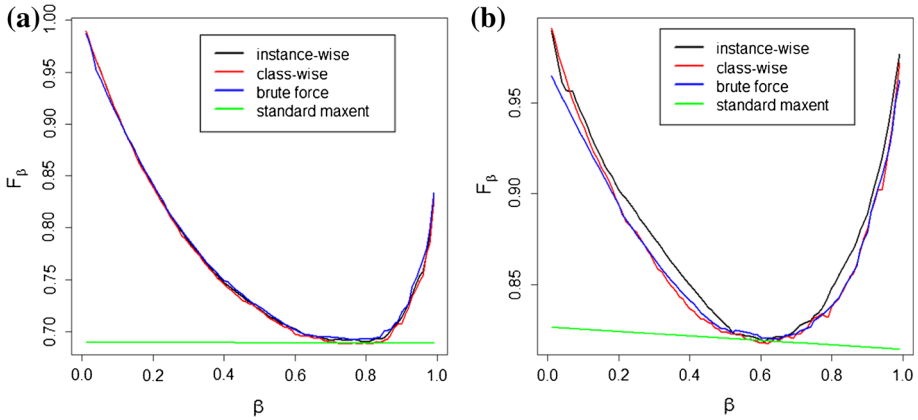 (a)
instance-wise
class-wise
brute force
standard maxent
1.00
0.95
0.90
0.85
0.80
0.75
0.70
Fβ
0.0 0.2 0.4 0.6 0.8 1.0
β
(b)
instance-wise
class-wise
brute force
standard maxent
0.95
0.90
0.85
Fβ
0.0 0.2 0.4 0.6 0.8 1.0
β